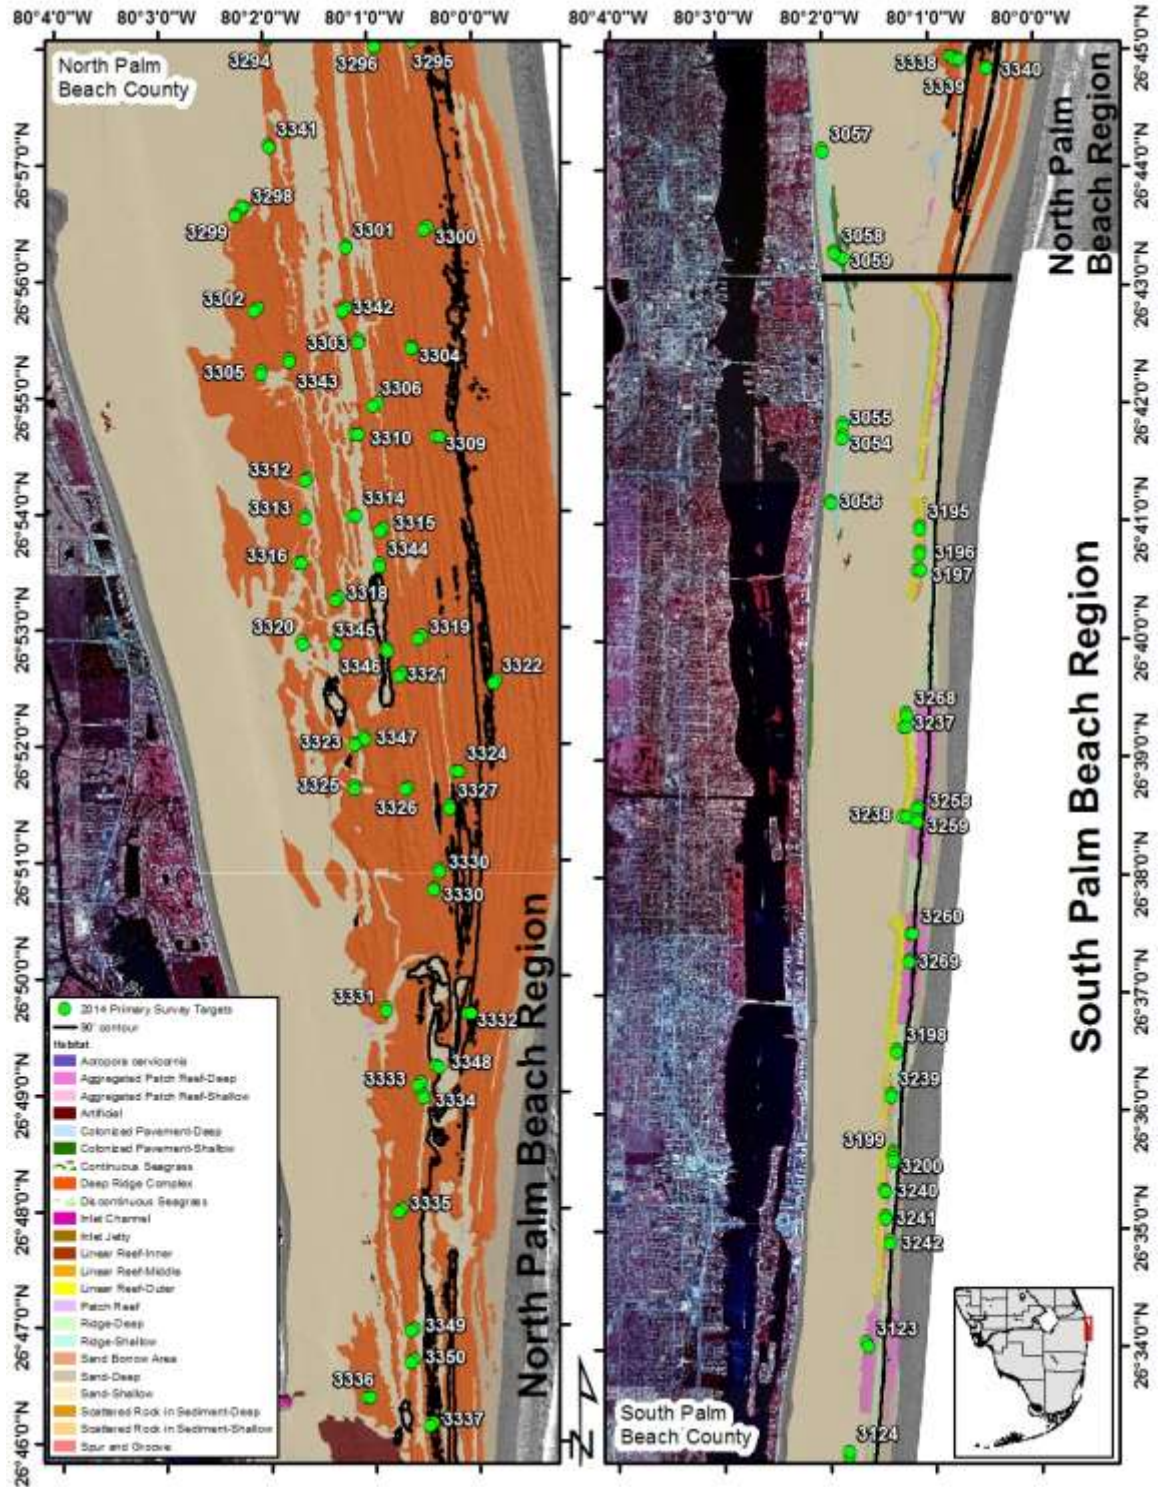 80°4'0"W
80°3'0"W
80°2'0"W
80°1'0"W
80°0'0"W
80°4'0"W
80°3'0"W
80°2'0"W
80°1'0"W
80°0'0"W
North Palm
Beach County
26°57'0"N
26°56'0"N
26°55'0"N
26°54'0"N
26°53'0"N
26°52'0"N
26°51'0"N
26°50'0"N
26°49'0"N
26°48'0"N
26°47'0"N
26°46'0"N
3294
3296
3295
3341
3298
3299
3301
3300
3302
3342
3303
3304
3305
3343
3306
3310
3309
3312
3313
3314
3315
3316
3344
3318
3320
3345
3319
3346
3321
3322
3323
3347
3324
3325
3326
3327
3330
3330
3331
3332
3348
3333
3334
3335
3349
3350
3336
3337
North Palm Beach Region
2014 Primary Survey Targets
90' contour
Habitat
Acropora cervicornis
Aggregated Patch Reef-Deep
Aggregated Patch Reef-Shallow
Artificial
Colonized Pavement-Deep
Colonized Pavement-Shallow
Continuous Seagrass
Deep Ridge Complex
Discontinuous Seagrass
Inlet Channel
Inlet Jetty
Linear Reef-Inner
Linear Reef-Middle
Linear Reef-Outer
Patch Reef
Ridge-Deep
Ridge-Shallow
Sand Borrow Area
Sand-Deep
Sand-Shallow
Scattered Rock in Sediment-Deep
Scattered Rock in Sediment-Shallow
Spur and Groove
N
3338
3339
3340
3057
3058
3059
3055
3054
3056
3195
3196
3197
3268
3237
3258
3238
3259
3260
3269
3198
3239
3199
3200
3240
3241
3242
3123
3124
North Palm
Beach Region
South Palm Beach Region
South Palm
Beach County
26°45'0"N
26°44'0"N
26°43'0"N
26°42'0"N
26°41'0"N
26°40'0"N
26°39'0"N
26°38'0"N
26°37'0"N
26°36'0"N
26°35'0"N
26°34'0"N